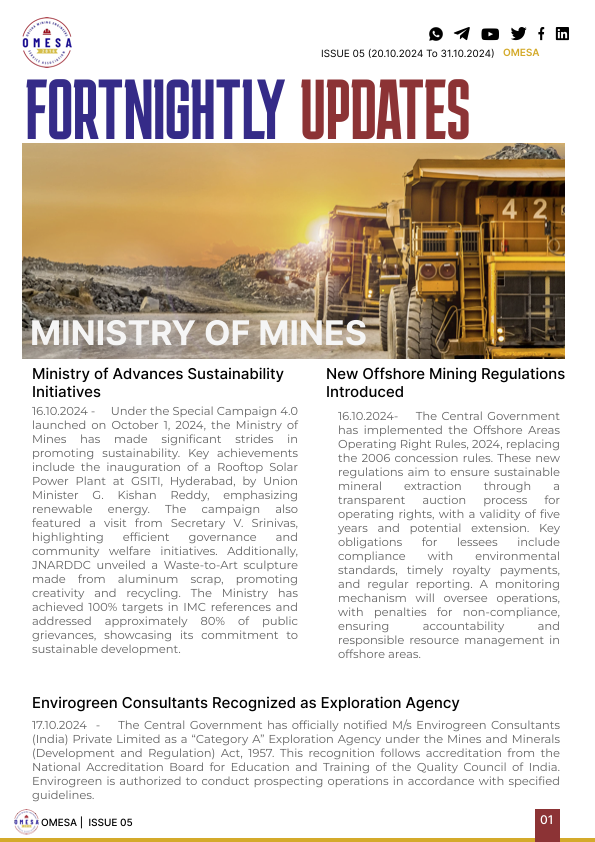 OMESA
ISSUE 05 (20.10.2024 To 31.10.2024) OMESA
FORTNIGHTLY UPDATES
42
MINISTRY OF MINES
Ministry of Advances Sustainability
Initiatives
16.10.2024 - Under the Special Campaign 4.0
launched on October 1, 2024, the Ministry of
Mines has made significant strides in
promoting sustainability. Key achievements
include the inauguration of a Rooftop Solar
Power Plant at GSITI, Hyderabad, by Union
Minister G. Kishan Reddy, emphasizing
renewable energy. The campaign also
featured a visit from Secretary V. Srinivas,
highlighting efficient governance and
community welfare initiatives. Additionally,
JNARDDC unveiled a Waste-to-Art sculpture
made from aluminum scrap, promoting
creativity and recycling. The Ministry has
achieved 100% targets in IMC references and
addressed approximately 80% of public
grievances, showcasing its commitment to
sustainable development.
New Offshore Mining Regulations
Introduced
16.10.2024- The Central Government
has implemented the Offshore Areas
Operating Right Rules, 2024, replacing
the 2006 concession rules. These new
regulations aim to ensure sustainable
mineral extraction through a
transparent auction process for
operating rights, with a validity of five
years and potential extension. Key
obligations for lessees include
compliance with environmental
standards, timely royalty payments,
and regular reporting. A monitoring
mechanism will oversee operations,
with penalties for non-compliance,
ensuring accountability and
responsible resource management in
offshore areas.
Envirogreen Consultants Recognized as Exploration Agency
17.10.2024 - The Central Government has officially notified M/s Envirogreen Consultants
(India) Private Limited as a “Category A” Exploration Agency under the Mines and Minerals
(Development and Regulation) Act, 1957. This recognition follows accreditation from the
National Accreditation Board for Education and Training of the Quality Council of India.
Envirogreen is authorized to conduct prospecting operations in accordance with specified
guidelines.
OMESA | ISSUE 05
01